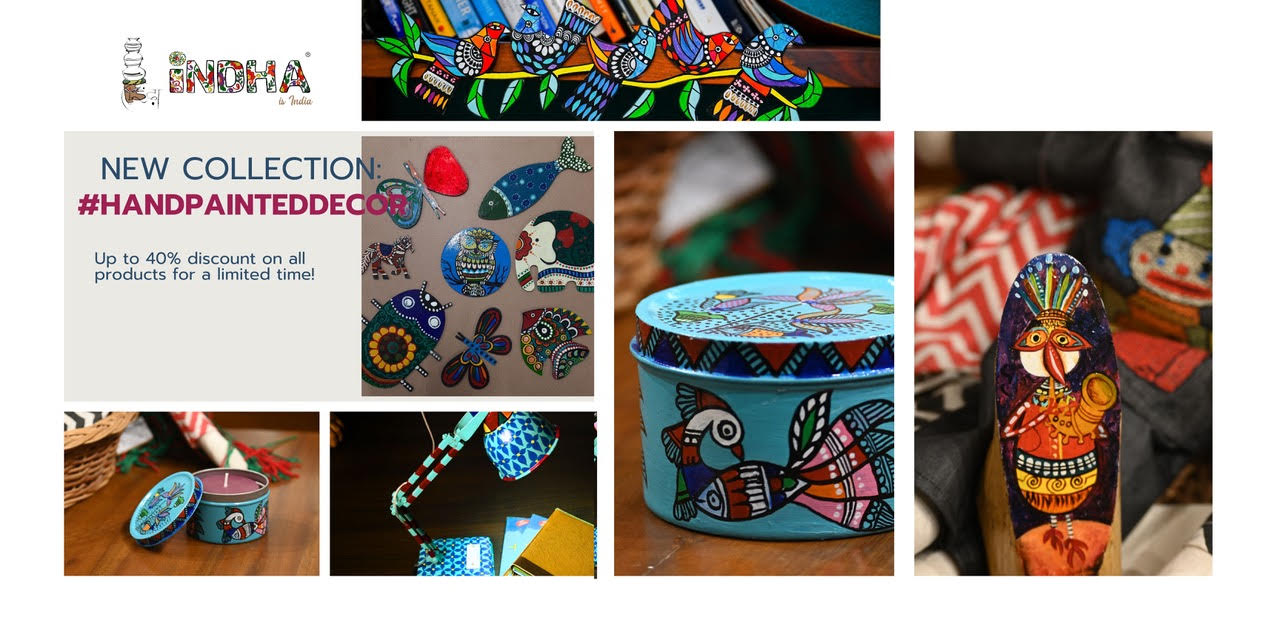 iNDHA®
is India
NEW COLLECTION:
#HANDPAINTEDDECOR
Up to 40% discount on all
products for a limited time!